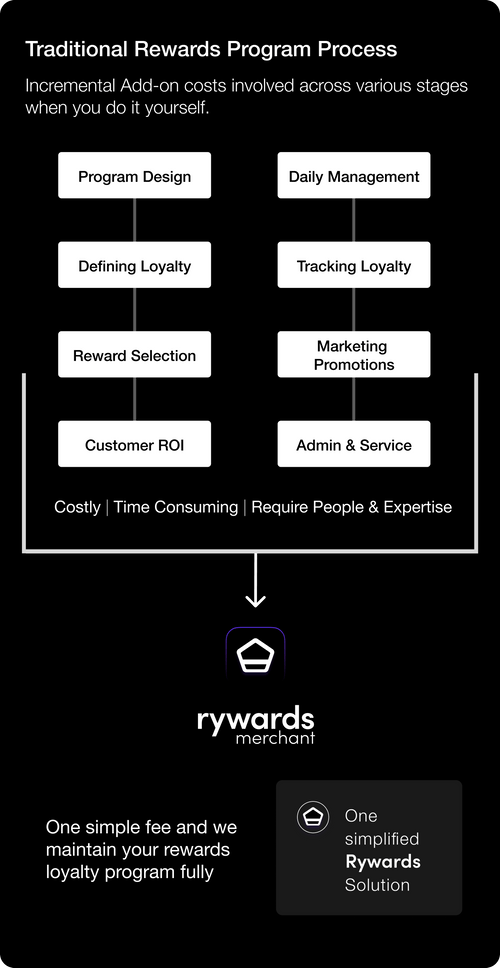 Traditional Rewards Program Process
Incremental Add-on costs involved across various stages
when you do it yourself.
Program Design
Defining Loyalty
Reward Selection
Customer ROI
Daily Management
Tracking Loyalty
Marketing
Promotions
Admin & Service
Costly | Time Consuming | Require People & Expertise
rywards
merchant
One simple fee and we
maintain your rewards
loyalty program fully
One
simplified
Rywards
Solution